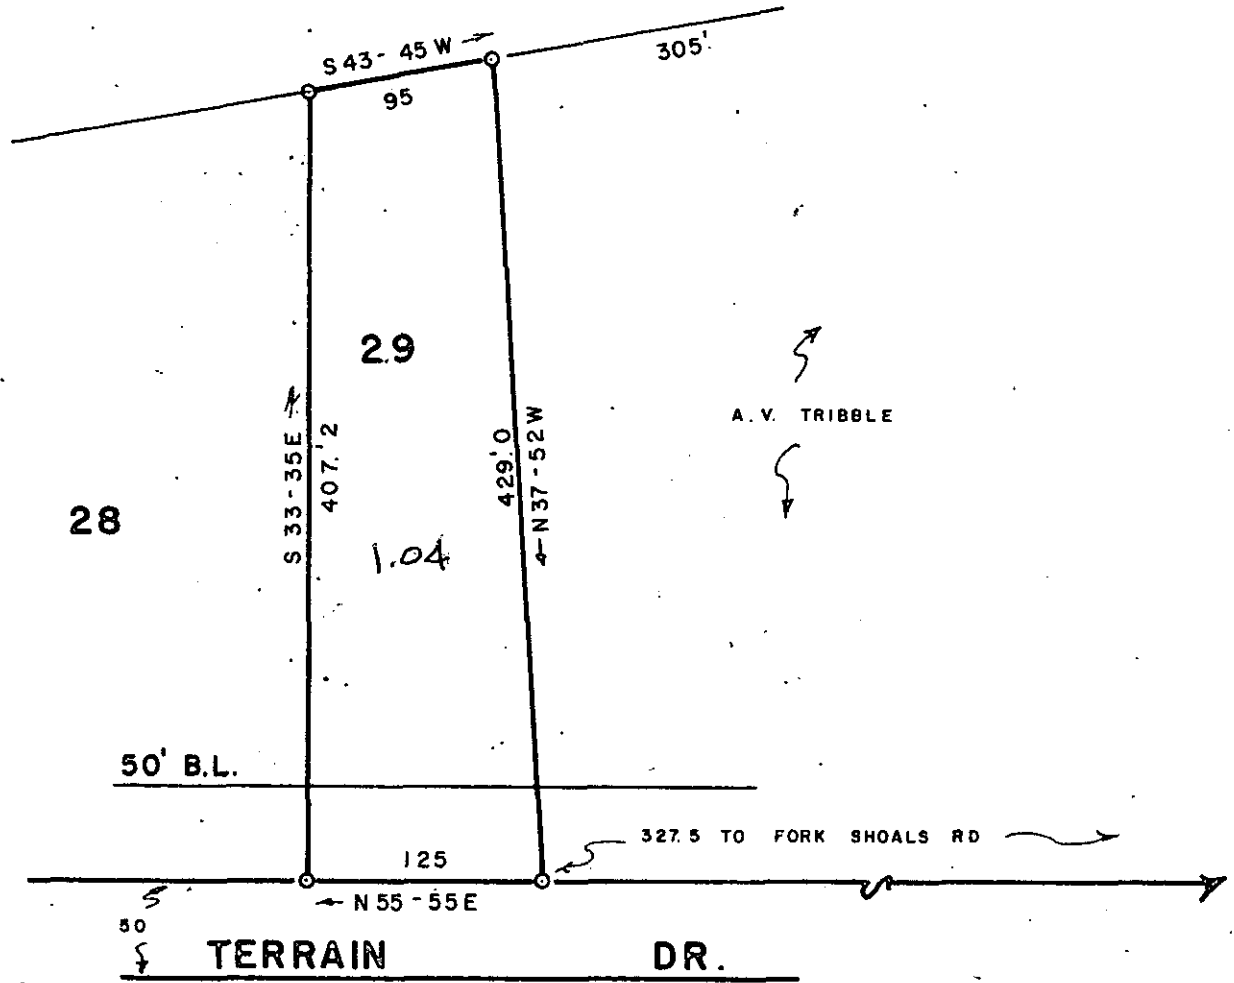 S 43 - 45 W
305'
95
29
A. V. TRIBBLE
S 33 - 35 E
407.'2
429.'0
N 37 - 52 W
28
1.04
50' B.L.
327.5 TO FORK SHOALS RD
125
N 55 - 55 E
50
TERRAIN DR.